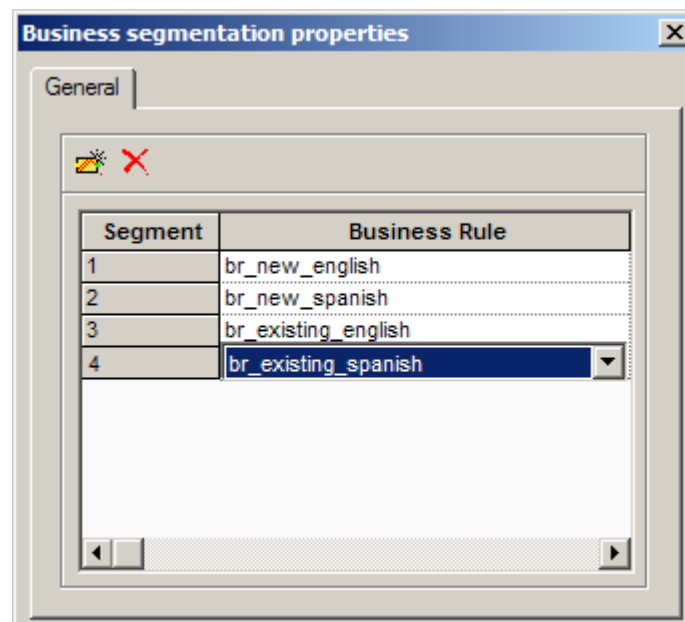 Business segmentation properties
General
Segment Business Rule
1 br_new_english
2 br_new_spanish
3 br_existing_english
4 br_existing_spanish